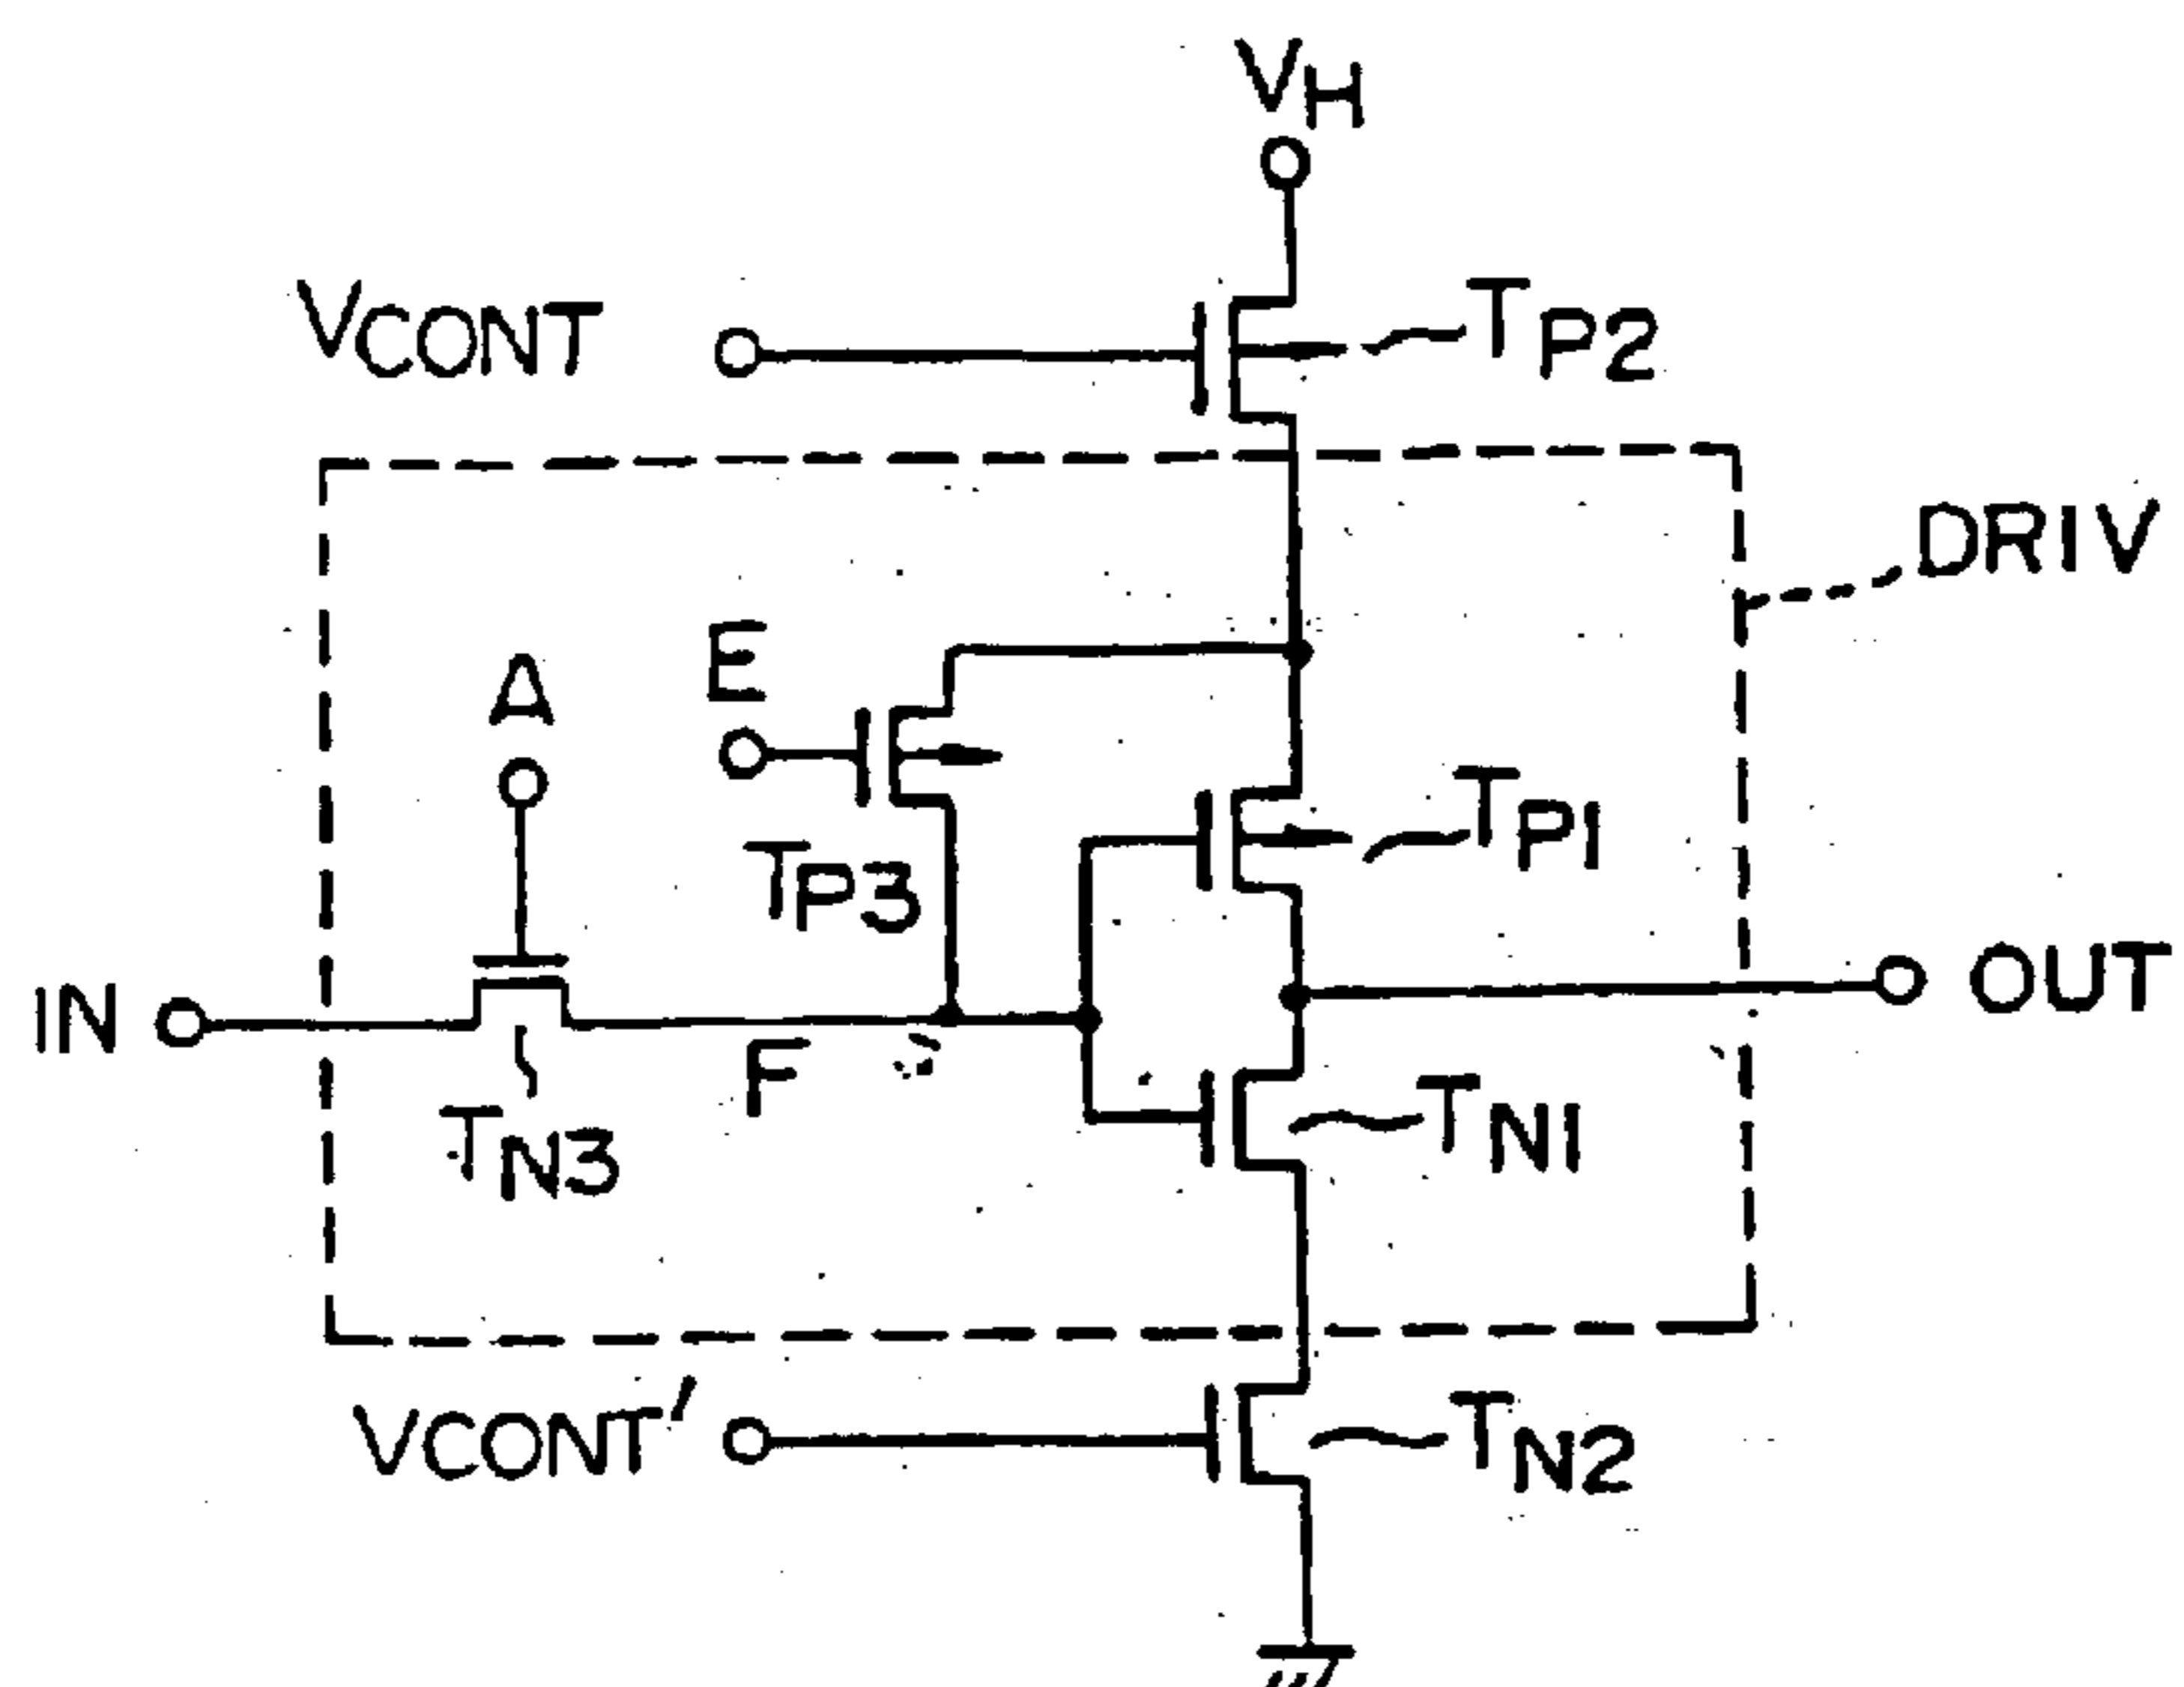 VH
VCONT
TP2
DRIV
E
A
TP1
TP3
OUT
IN
F
TN1
TN3
VCONT'
TN2